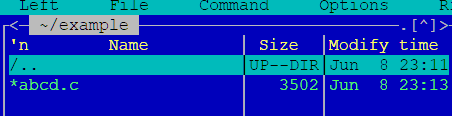 Left File Command Options Ri
<─ ~/example .[^]>
'n Name Size Modify time
/.. UP--DIR Jun 8 23:11
*abcd.c 3502 Jun 8 23:13